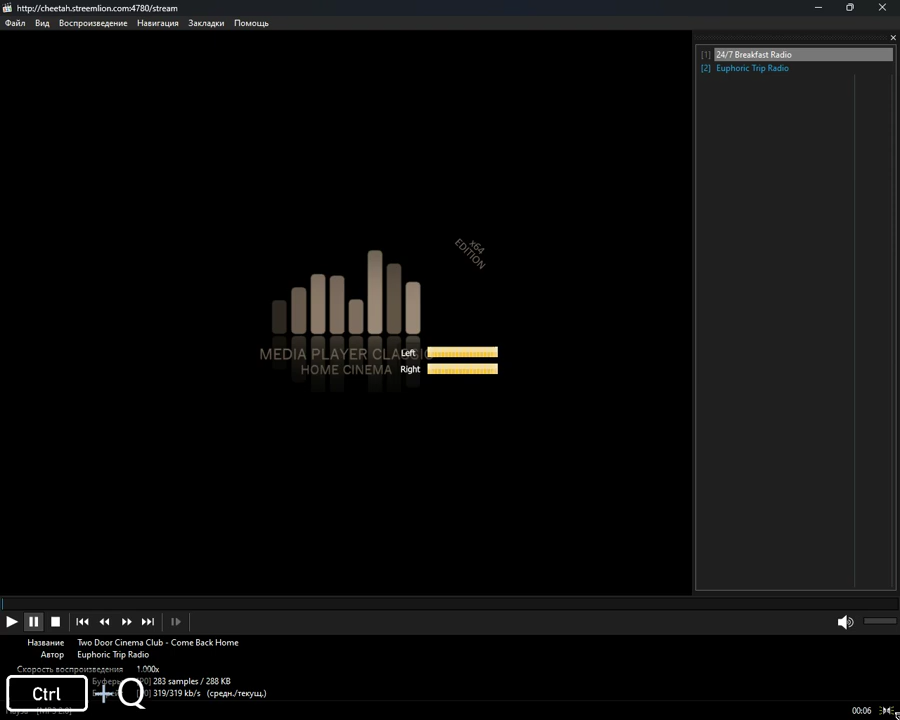 http://cheetah.streemlion.com:4780/stream
Файл Вид Воспроизведение Навигация Закладки Помощь
[1] 24/7 Breakfast Radio
[2] Euphoric Trip Radio
x64
EDITION
MEDIA PLAYER CLASSIC
HOME CINEMA
Left
Right
Название Two Door Cinema Club - Come Back Home
Автор Euphoric Trip Radio
Скорость воспроизведения 1.000x
283 samples / 288 KB
319/319 kb/s (средн./текущ.)
Ctrl + Q
00:06